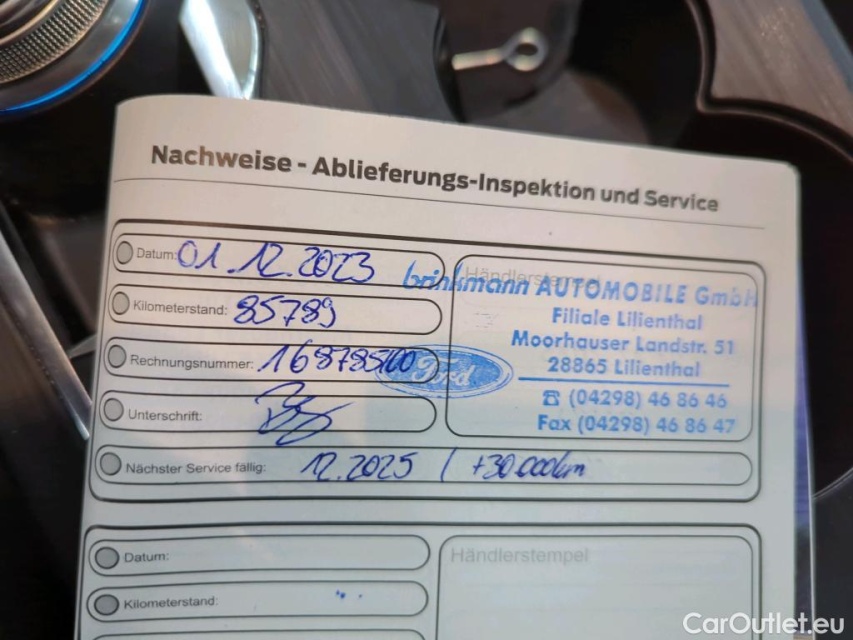 Nachweise - Ablieferungs-Inspektion und Service
Datum: 01.12.2023
Kilometerstand: 85789
Rechnungsnummer:
Unterschrift:
Händlerstempel
brinkmann AUTOMOBILE GmbH
Filiale Lilienthal
Moorhauser Landstr. 51
28865 Lilienthal
☎ (04298) 46 86 46
Fax (04298) 46 86 47
Ford
Nächster Service fällig: 12.2025 / +30.000km
Datum:
Händlerstempel
Kilometerstand:
CarOutlet.eu